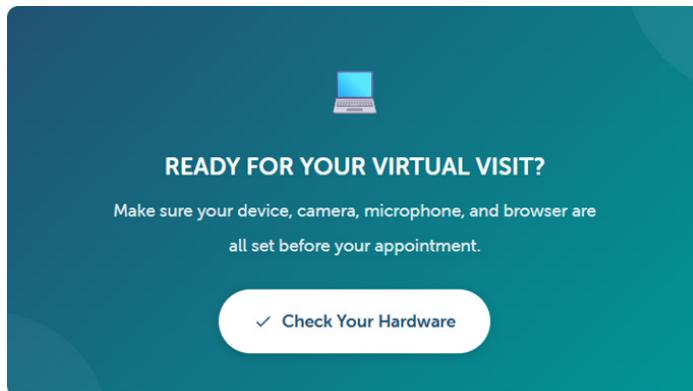 READY FOR YOUR VIRTUAL VISIT?
Make sure your device, camera, microphone, and browser are
all set before your appointment.
Check Your Hardware